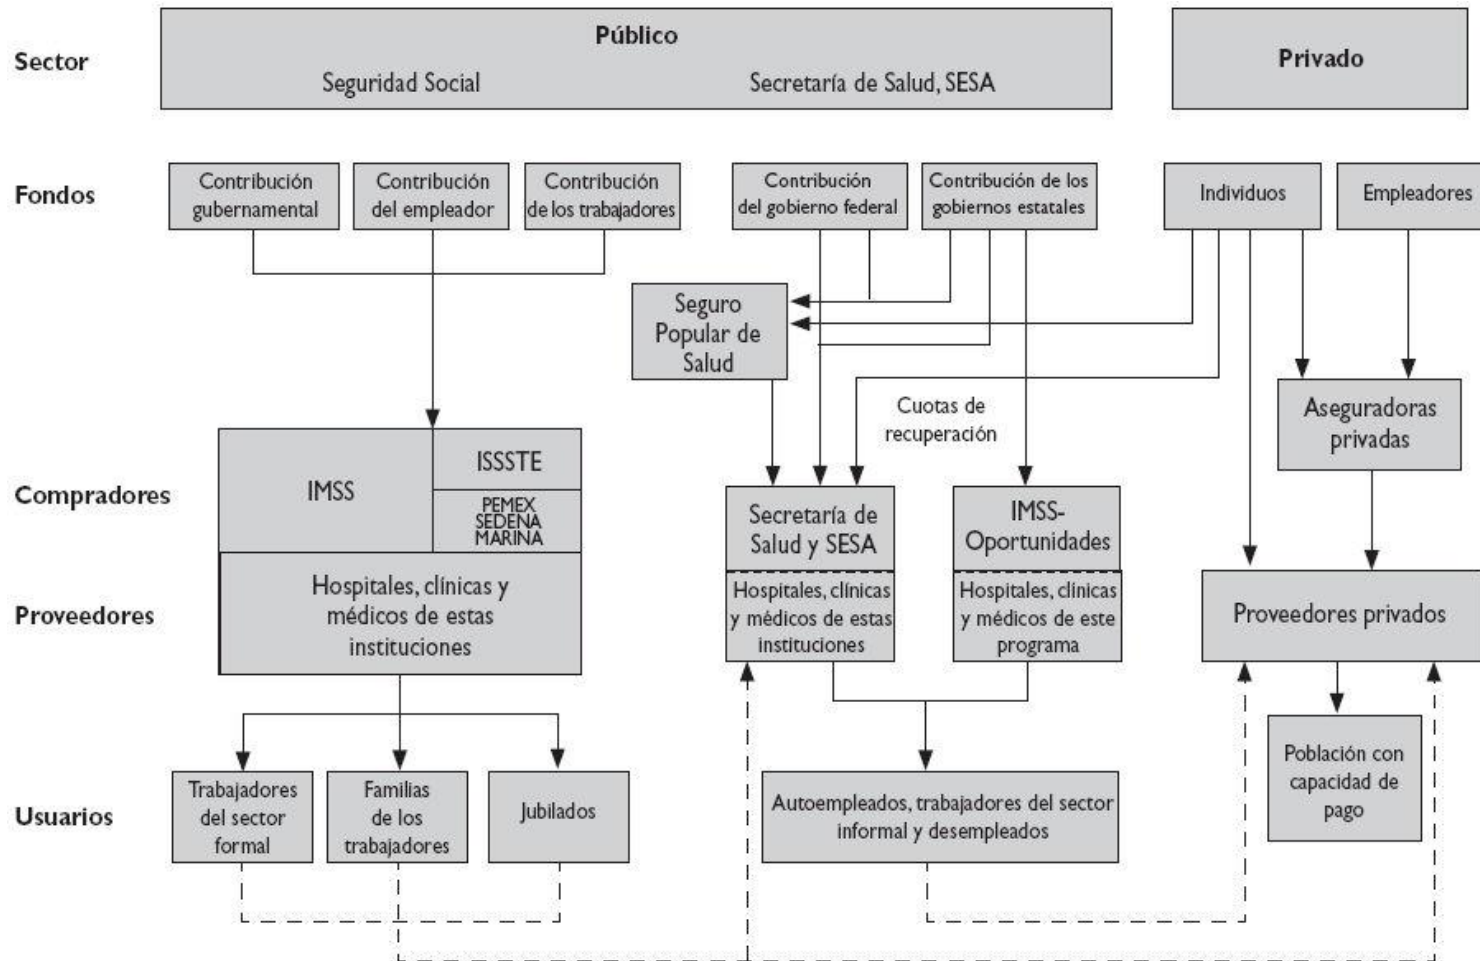 Sector
Público
Seguridad Social
Secretaría de Salud, SESA
Privado
Fondos
Contribución
gubernamental
Contribución
del empleador
Contribución
de los trabajadores
Contribución
del gobierno federal
Contribución de los
gobiernos estatales
Individuos
Empleadores
Seguro
Popular de
Salud
Cuotas de
recuperación
Aseguradoras
privadas
Compradores
IMSS
ISSSTE
PEMEX
SEDENA
MARINA
Secretaría de
Salud y SESA
IMSS-
Oportunidades
Proveedores
Hospitales, clínicas y
médicos de estas
instituciones
Hospitales, clínicas
y médicos de estas
instituciones
Hospitales, clínicas
y médicos de este
programa
Proveedores privados
Usuarios
Trabajadores
del sector
formal
Familias
de los
trabajadores
Jubilados
Autoempleados, trabajadores del sector
informal y desempleados
Población con
capacidad de
pago